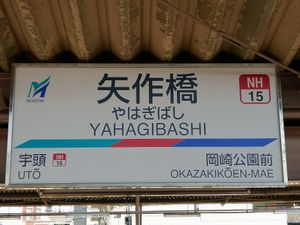 矢作橋
やはぎばし
YAHAGIBASHI
NH
15
MEITETSU
宇頭
UTŌ
NH
16
岡崎公園前
OKAZAKIKŌEN-MAE